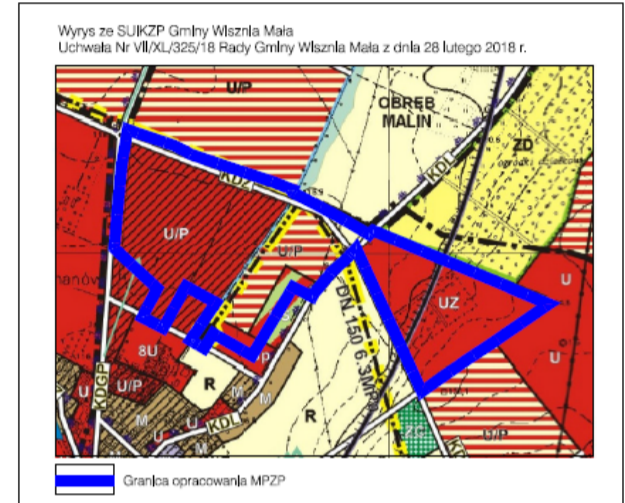 Wyrys ze SUIKZP Gminy Wisznia Mała
Uchwała Nr VII/XL/325/18 Rady Gminy Wisznia Mała z dnia 28 lutego 2018 r.
U/P
OBRĘB
MALIN
ZD
KDL
KDZ
U/P
U/P
U
UZ
U
DN 150 6.3MPa
8U
R
M
M
U
U/P
KDGP
M
U
KDL
M
U
R
ZC
U/P
Granica opracowania MPZP